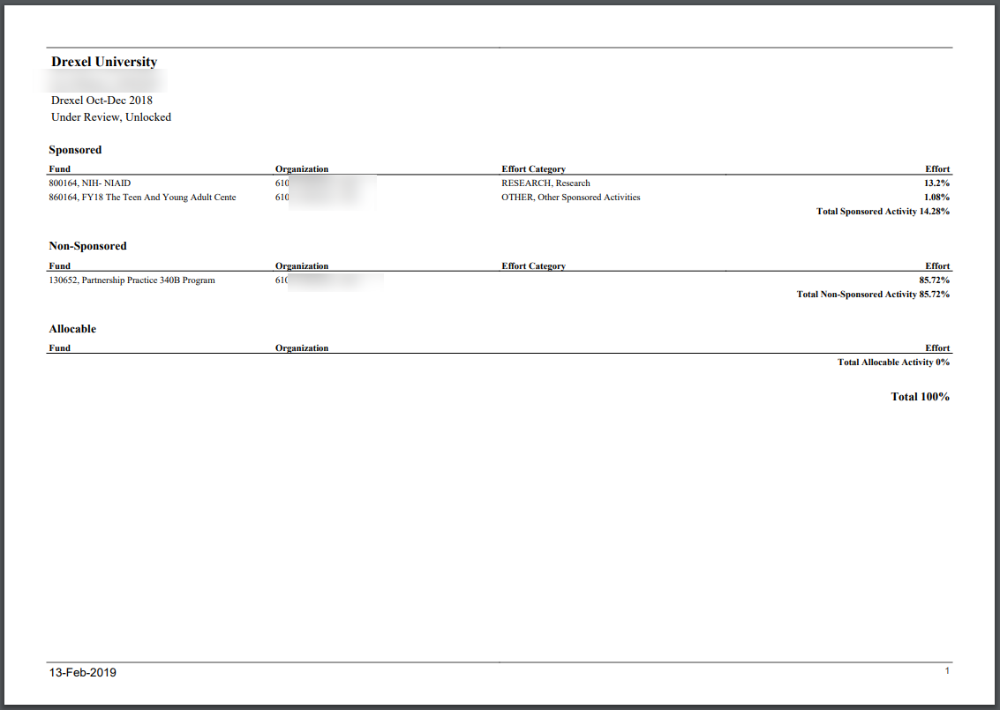 Drexel University
Drexel Oct-Dec 2018
Under Review, Unlocked
Sponsored
Fund Organization Effort Category Effort
800164, NIH- NIAID 610 RESEARCH, Research 13.2%
860164, FY18 The Teen And Young Adult Cente 610 OTHER, Other Sponsored Activities 1.08%
Total Sponsored Activity 14.28%
Non-Sponsored
Fund Organization Effort Category Effort
130652, Partnership Practice 340B Program 610 85.72%
Total Non-Sponsored Activity 85.72%
Allocable
Fund Organization Effort
Total Allocable Activity 0%
Total 100%
13-Feb-2019 1